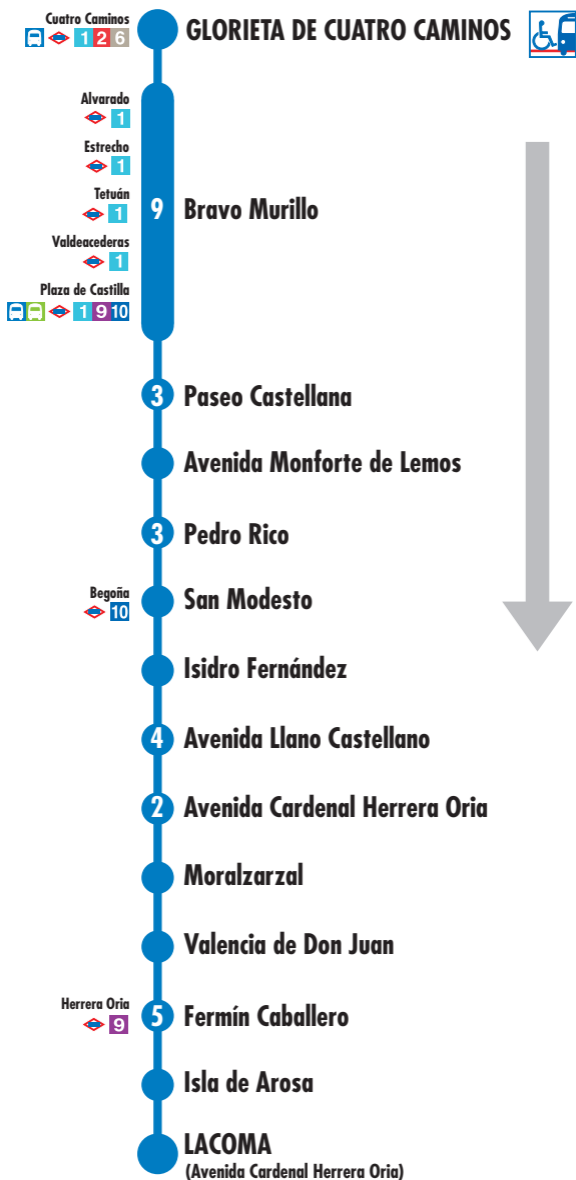 Cuatro Caminos
1 2 6
GLORIETA DE CUATRO CAMINOS
Alvarado
1
Estrecho
1
Tetuán
1
Valdeacederas
1
Plaza de Castilla
1 9 10
9 Bravo Murillo
3 Paseo Castellana
Avenida Monforte de Lemos
3 Pedro Rico
Begoña
10
San Modesto
Isidro Fernández
4 Avenida Llano Castellano
2 Avenida Cardenal Herrera Oria
Moralzarzal
Valencia de Don Juan
Herrera Oria
9
5 Fermín Caballero
Isla de Arosa
LACOMA
(Avenida Cardenal Herrera Oria)